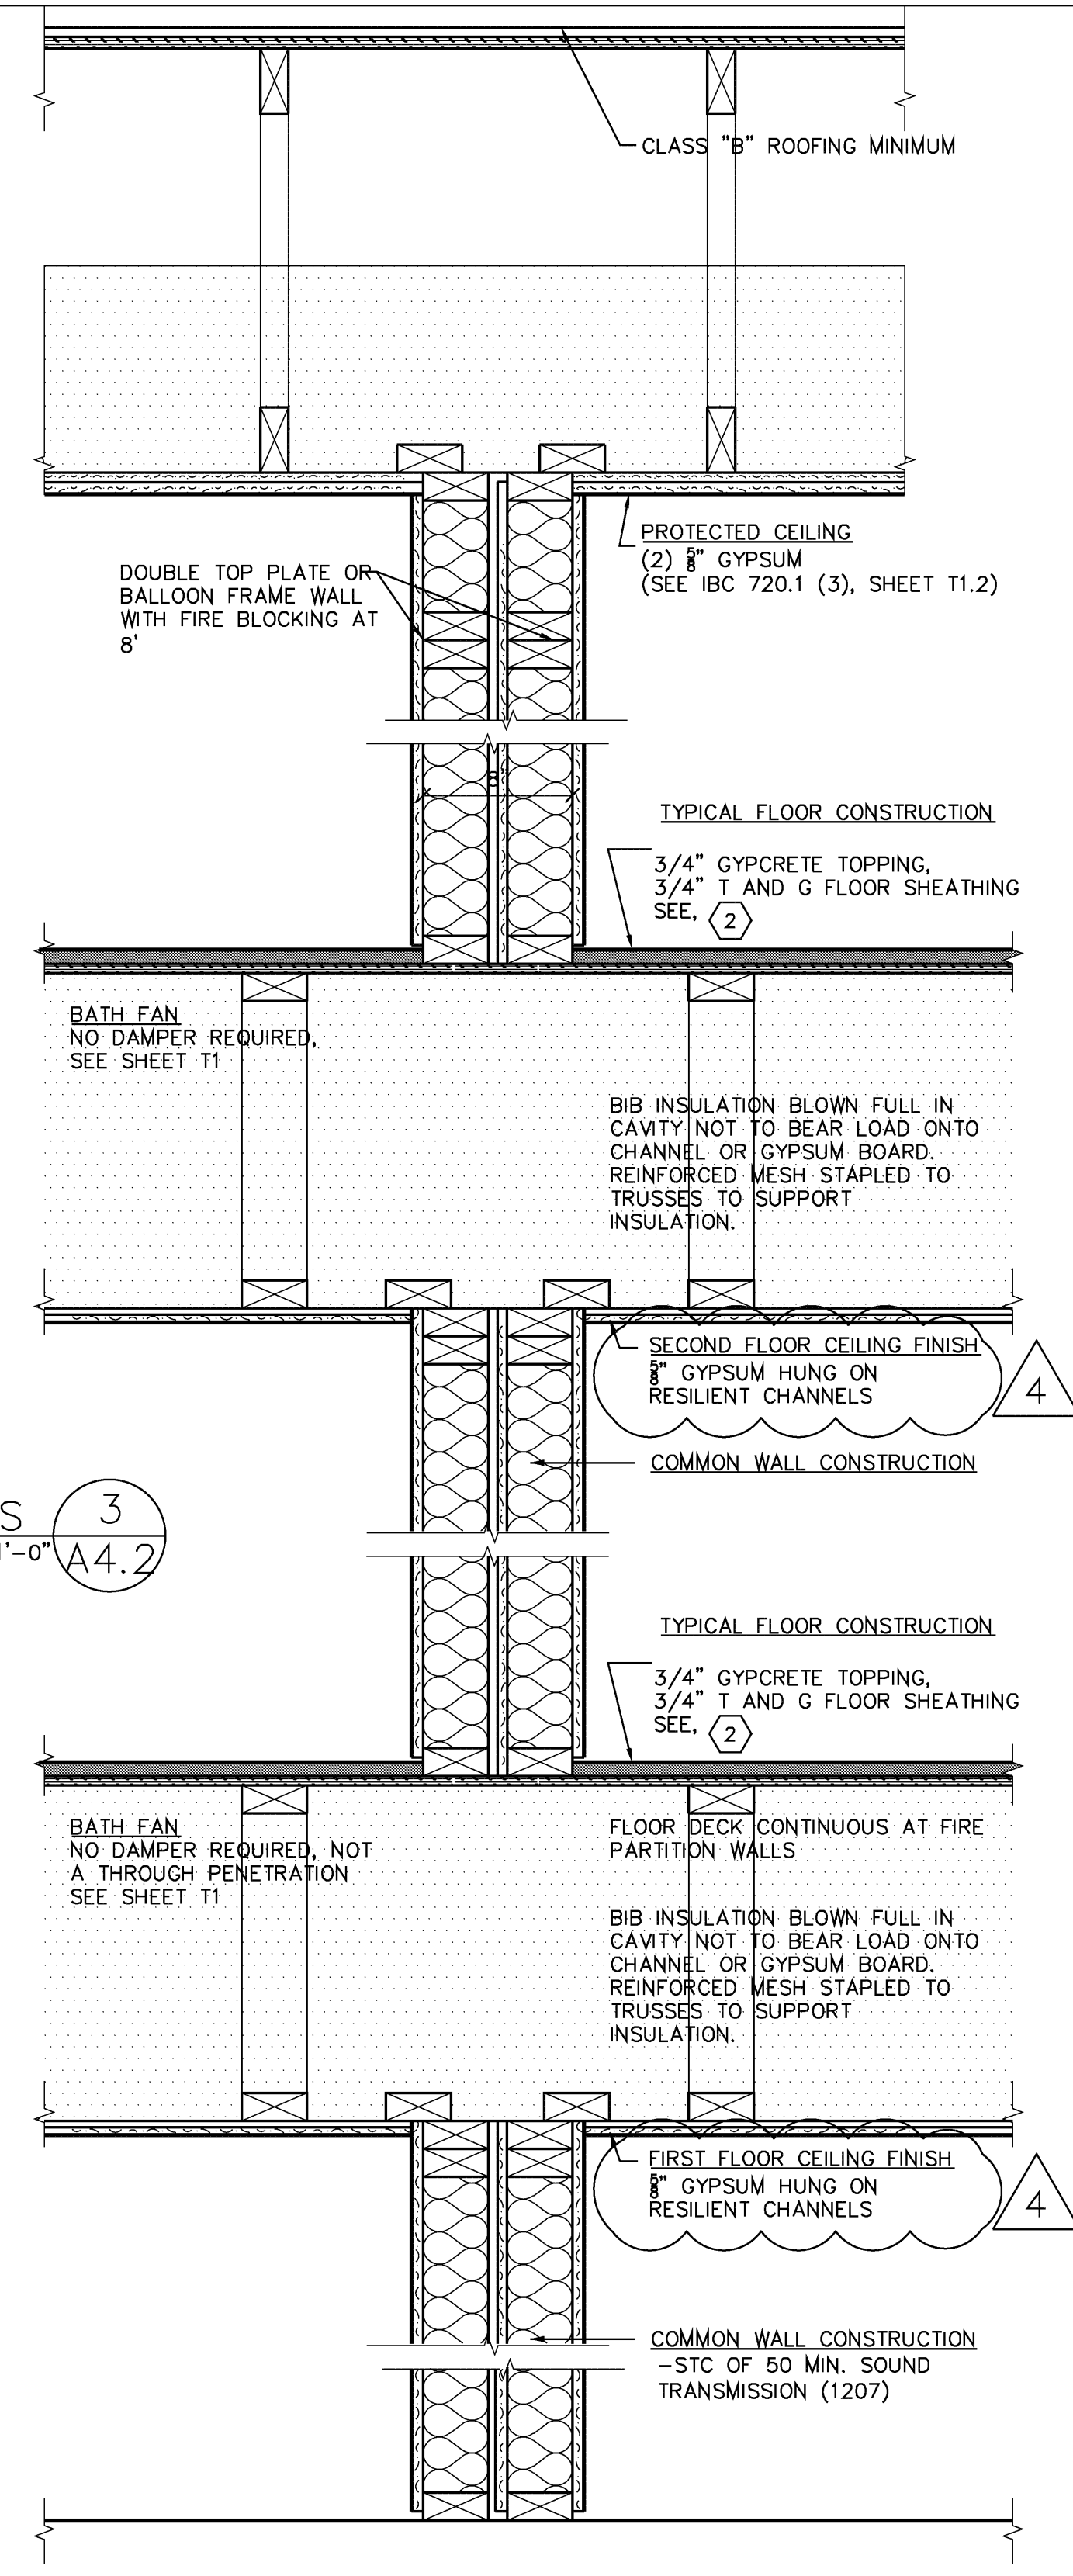 CLASS "B" ROOFING MINIMUM
PROTECTED CEILING
(2) 5/8" GYPSUM
(SEE IBC 720.1 (3), SHEET T1.2)
DOUBLE TOP PLATE OR
BALLOON FRAME WALL
WITH FIRE BLOCKING AT
8'
8"
TYPICAL FLOOR CONSTRUCTION
3/4" GYPCRETE TOPPING,
3/4" T AND G FLOOR SHEATHING
SEE, 2
BATH FAN
NO DAMPER REQUIRED,
SEE SHEET T1
BIB INSULATION BLOWN FULL IN
CAVITY NOT TO BEAR LOAD ONTO
CHANNEL OR GYPSUM BOARD.
REINFORCED MESH STAPLED TO
TRUSSES TO SUPPORT
INSULATION.
SECOND FLOOR CEILING FINISH
5/8" GYPSUM HUNG ON
RESILIENT CHANNELS
4
COMMON WALL CONSTRUCTION
S
1'-0"
3
A4.2
TYPICAL FLOOR CONSTRUCTION
3/4" GYPCRETE TOPPING,
3/4" T AND G FLOOR SHEATHING
SEE, 2
BATH FAN
NO DAMPER REQUIRED, NOT
A THROUGH PENETRATION
SEE SHEET T1
FLOOR DECK CONTINUOUS AT FIRE
PARTITION WALLS
BIB INSULATION BLOWN FULL IN
CAVITY NOT TO BEAR LOAD ONTO
CHANNEL OR GYPSUM BOARD.
REINFORCED MESH STAPLED TO
TRUSSES TO SUPPORT
INSULATION.
FIRST FLOOR CEILING FINISH
5/8" GYPSUM HUNG ON
RESILIENT CHANNELS
4
COMMON WALL CONSTRUCTION
-STC OF 50 MIN. SOUND
TRANSMISSION (1207)